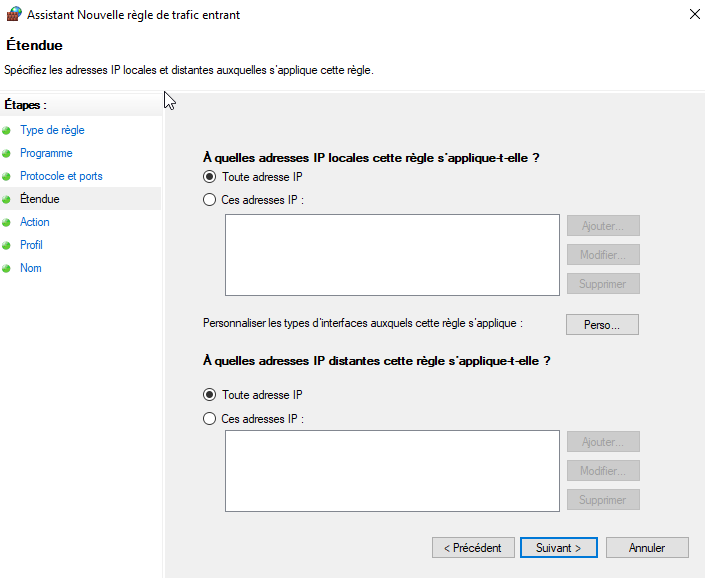 Assistant Nouvelle règle de trafic entrant
Étendue
Spécifiez les adresses IP locales et distantes auxquelles s'applique cette règle.
Étapes :
Type de règle
Programme
Protocole et ports
Étendue
Action
Profil
Nom
À quelles adresses IP locales cette règle s'applique-t-elle ?
Toute adresse IP
Ces adresses IP :
Ajouter...
Modifier...
Supprimer
Personnaliser les types d'interfaces auxquels cette règle s'applique :
Perso...
À quelles adresses IP distantes cette règle s'applique-t-elle ?
Toute adresse IP
Ces adresses IP :
Ajouter...
Modifier...
Supprimer
< Précédent
Suivant >
Annuler